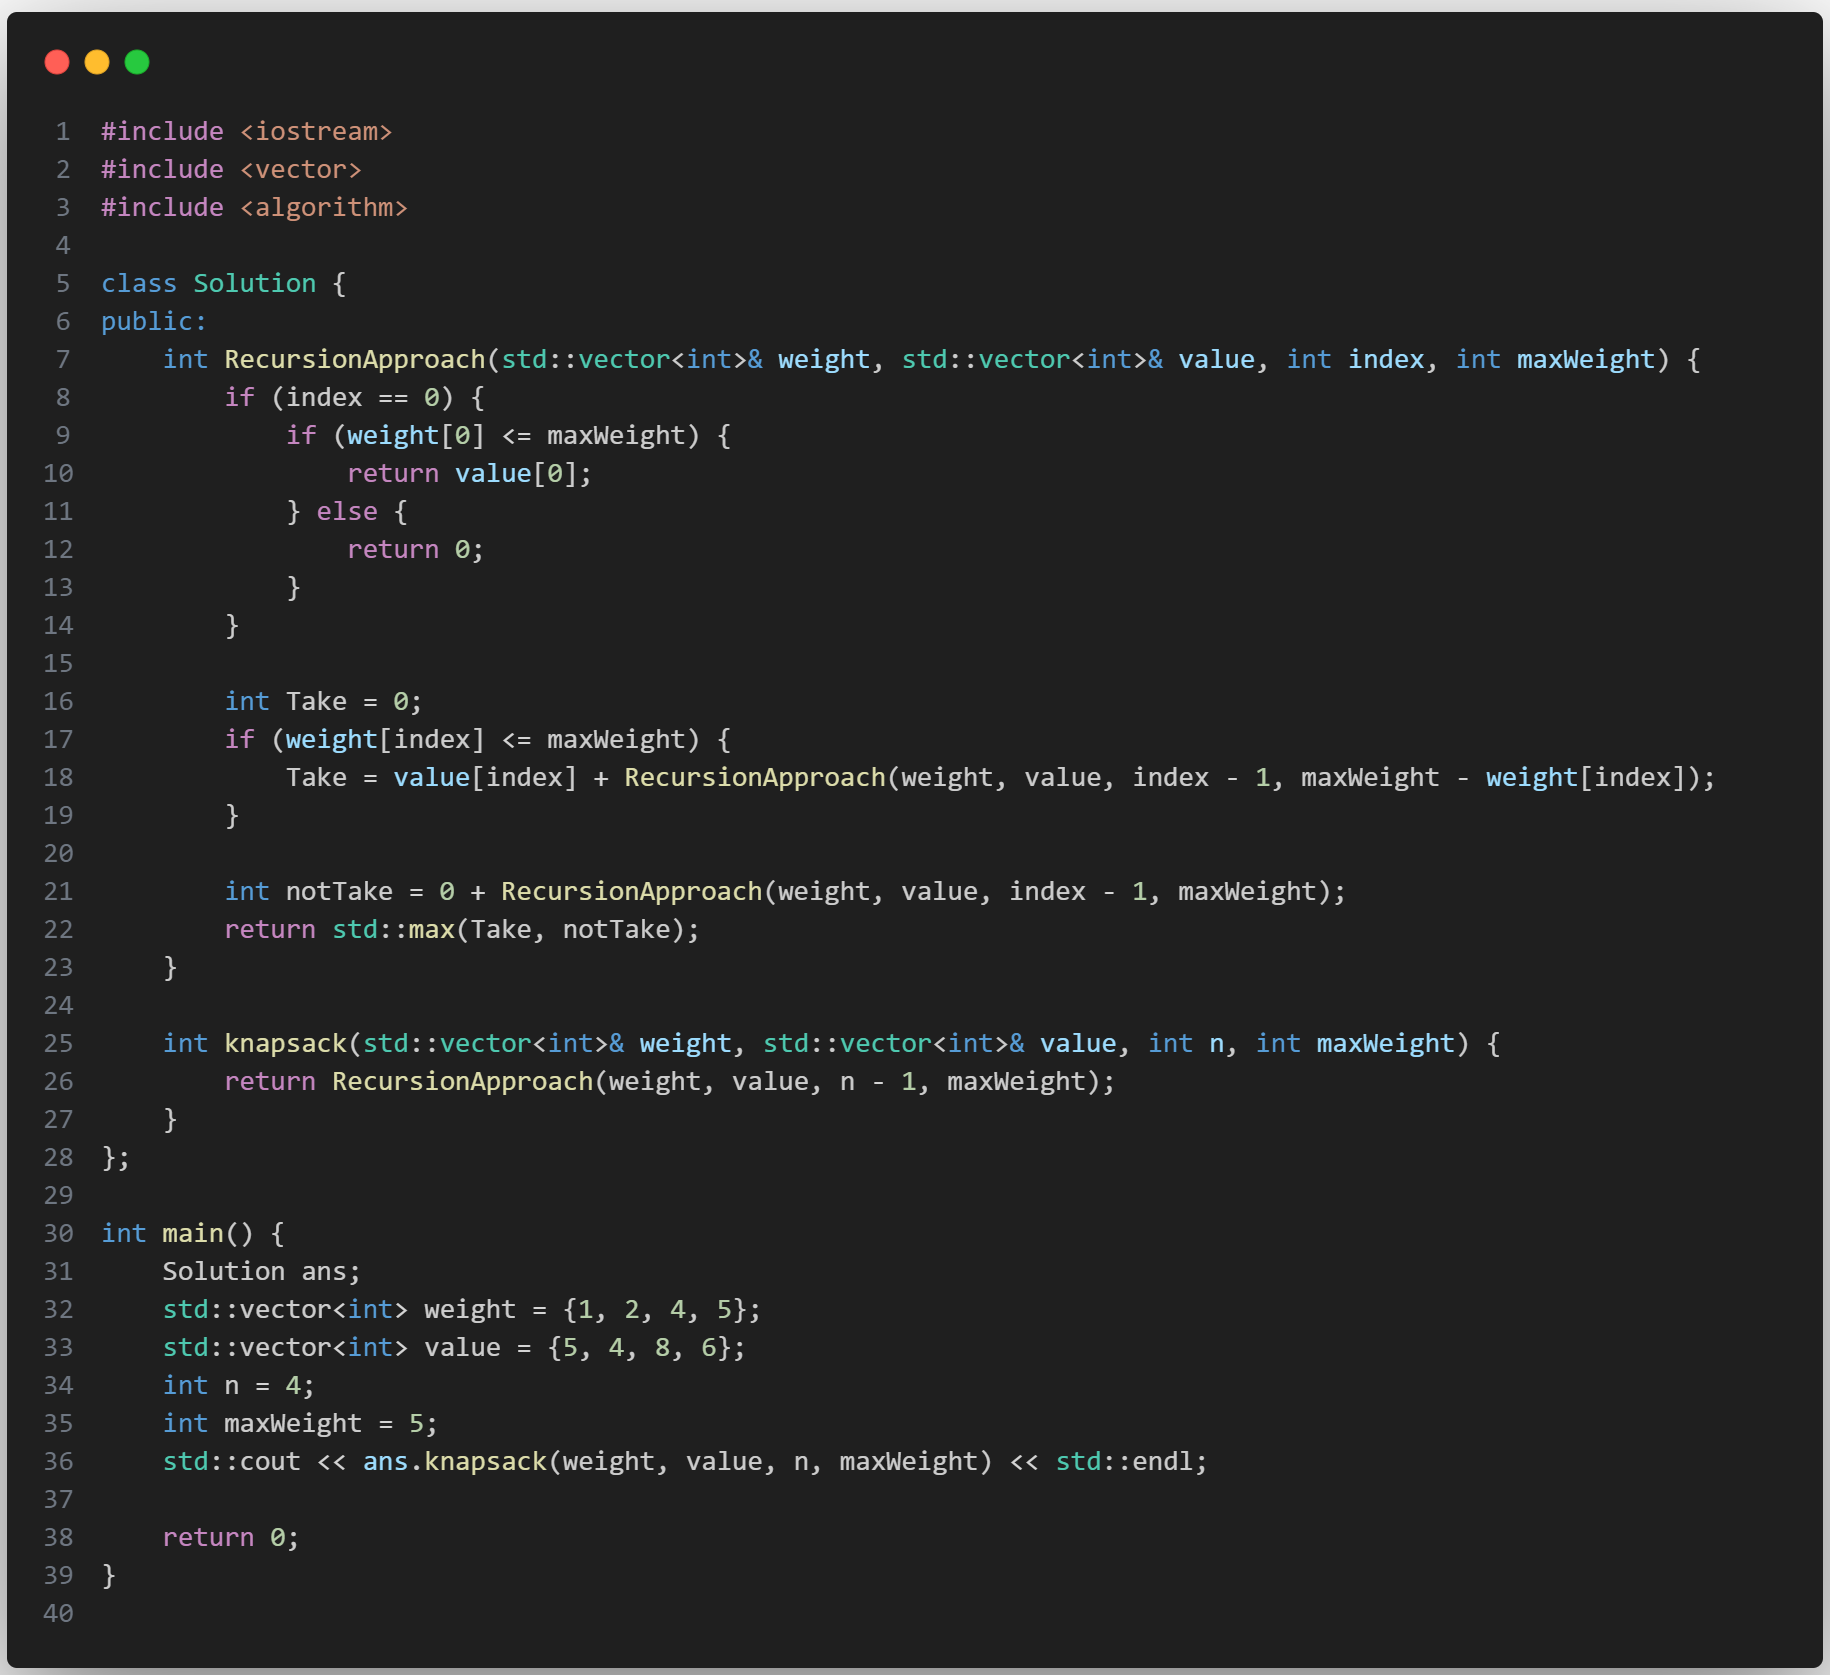 1 #include <iostream>
2 #include <vector>
3 #include <algorithm>
4
5 class Solution {
6 public:
7     int RecursionApproach(std::vector<int>& weight, std::vector<int>& value, int index, int maxWeight) {
8         if (index == 0) {
9             if (weight[0] <= maxWeight) {
10                 return value[0];
11             } else {
12                 return 0;
13             }
14         }
15
16         int Take = 0;
17         if (weight[index] <= maxWeight) {
18             Take = value[index] + RecursionApproach(weight, value, index - 1, maxWeight - weight[index]);
19         }
20
21         int notTake = 0 + RecursionApproach(weight, value, index - 1, maxWeight);
22         return std::max(Take, notTake);
23     }
24
25     int knapsack(std::vector<int>& weight, std::vector<int>& value, int n, int maxWeight) {
26         return RecursionApproach(weight, value, n - 1, maxWeight);
27     }
28 };
29
30 int main() {
31     Solution ans;
32     std::vector<int> weight = {1, 2, 4, 5};
33     std::vector<int> value = {5, 4, 8, 6};
34     int n = 4;
35     int maxWeight = 5;
36     std::cout << ans.knapsack(weight, value, n, maxWeight) << std::endl;
37
38     return 0;
39 }
40